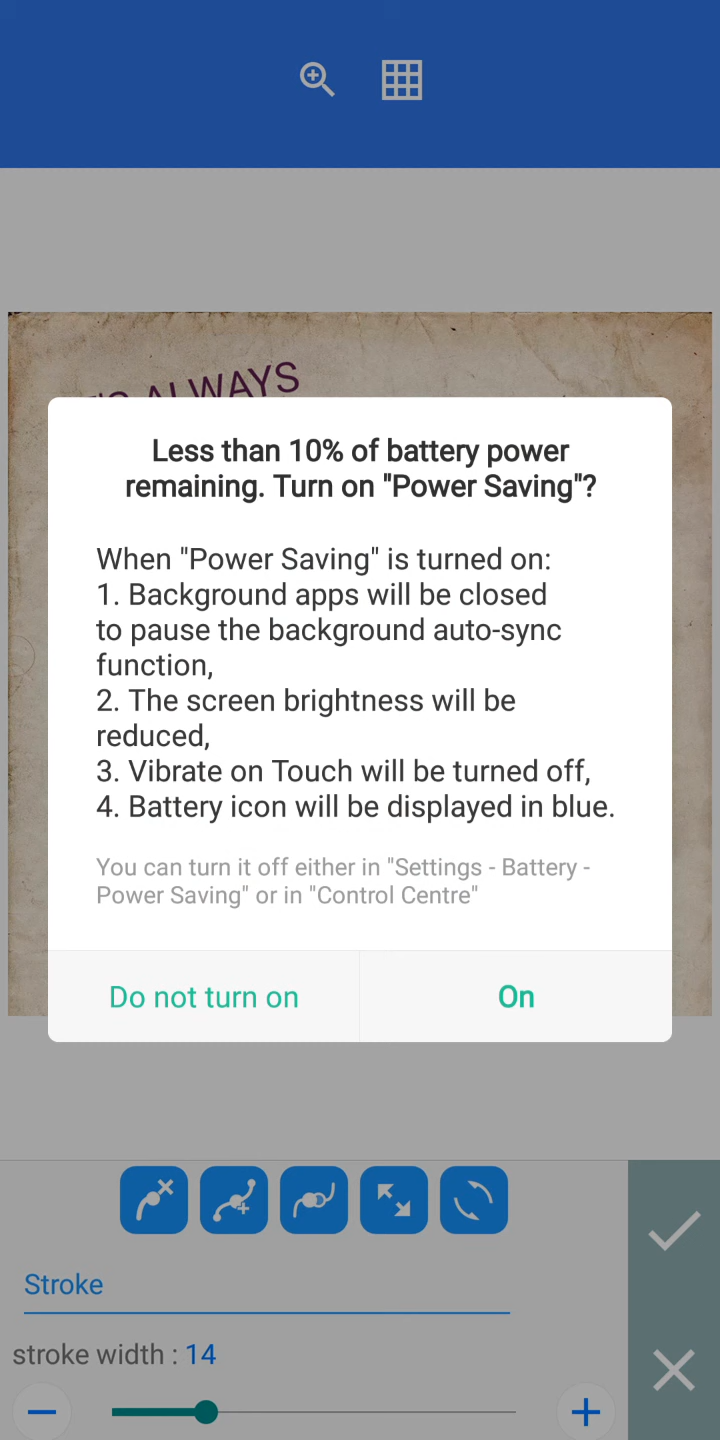 ALWAYS
Less than 10% of battery power
remaining. Turn on "Power Saving"?
When "Power Saving" is turned on:
1. Background apps will be closed
to pause the background auto-sync
function,
2. The screen brightness will be
reduced,
3. Vibrate on Touch will be turned off,
4. Battery icon will be displayed in blue.
You can turn it off either in "Settings - Battery -
Power Saving" or in "Control Centre"
Do not turn on
On
Stroke
stroke width : 14